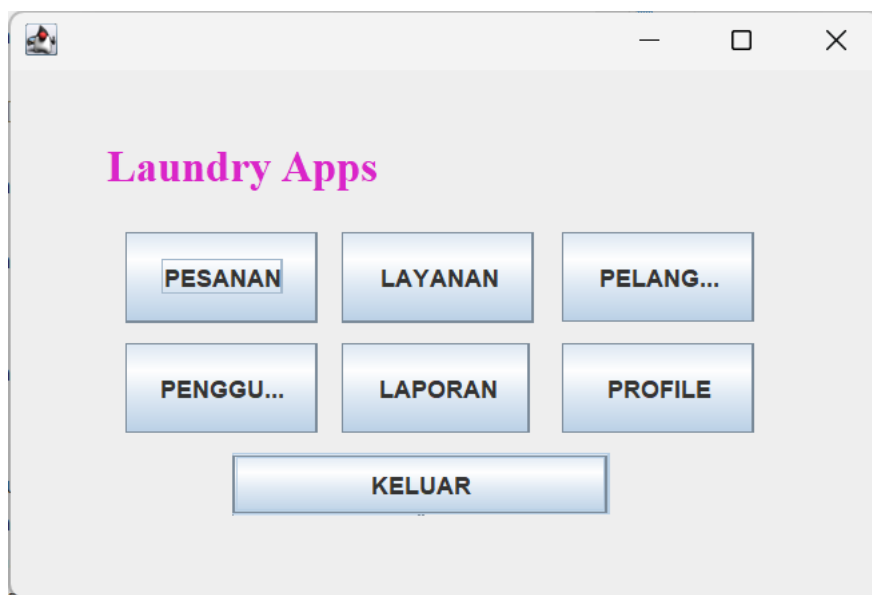 Laundry Apps
PESANAN LAYANAN PELANG...
PENGGU... LAPORAN PROFILE
KELUAR